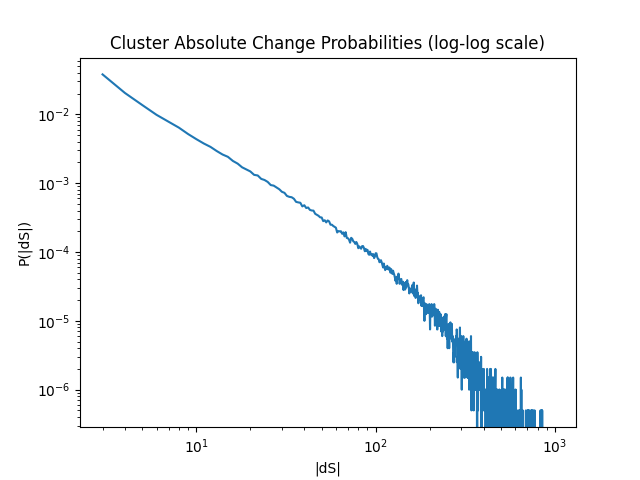 Cluster Absolute Change Probabilities (log-log scale)
P(|dS|)
10⁻²
10⁻³
10⁻⁴
10⁻⁵
10⁻⁶
10¹ 10² 10³
|dS|